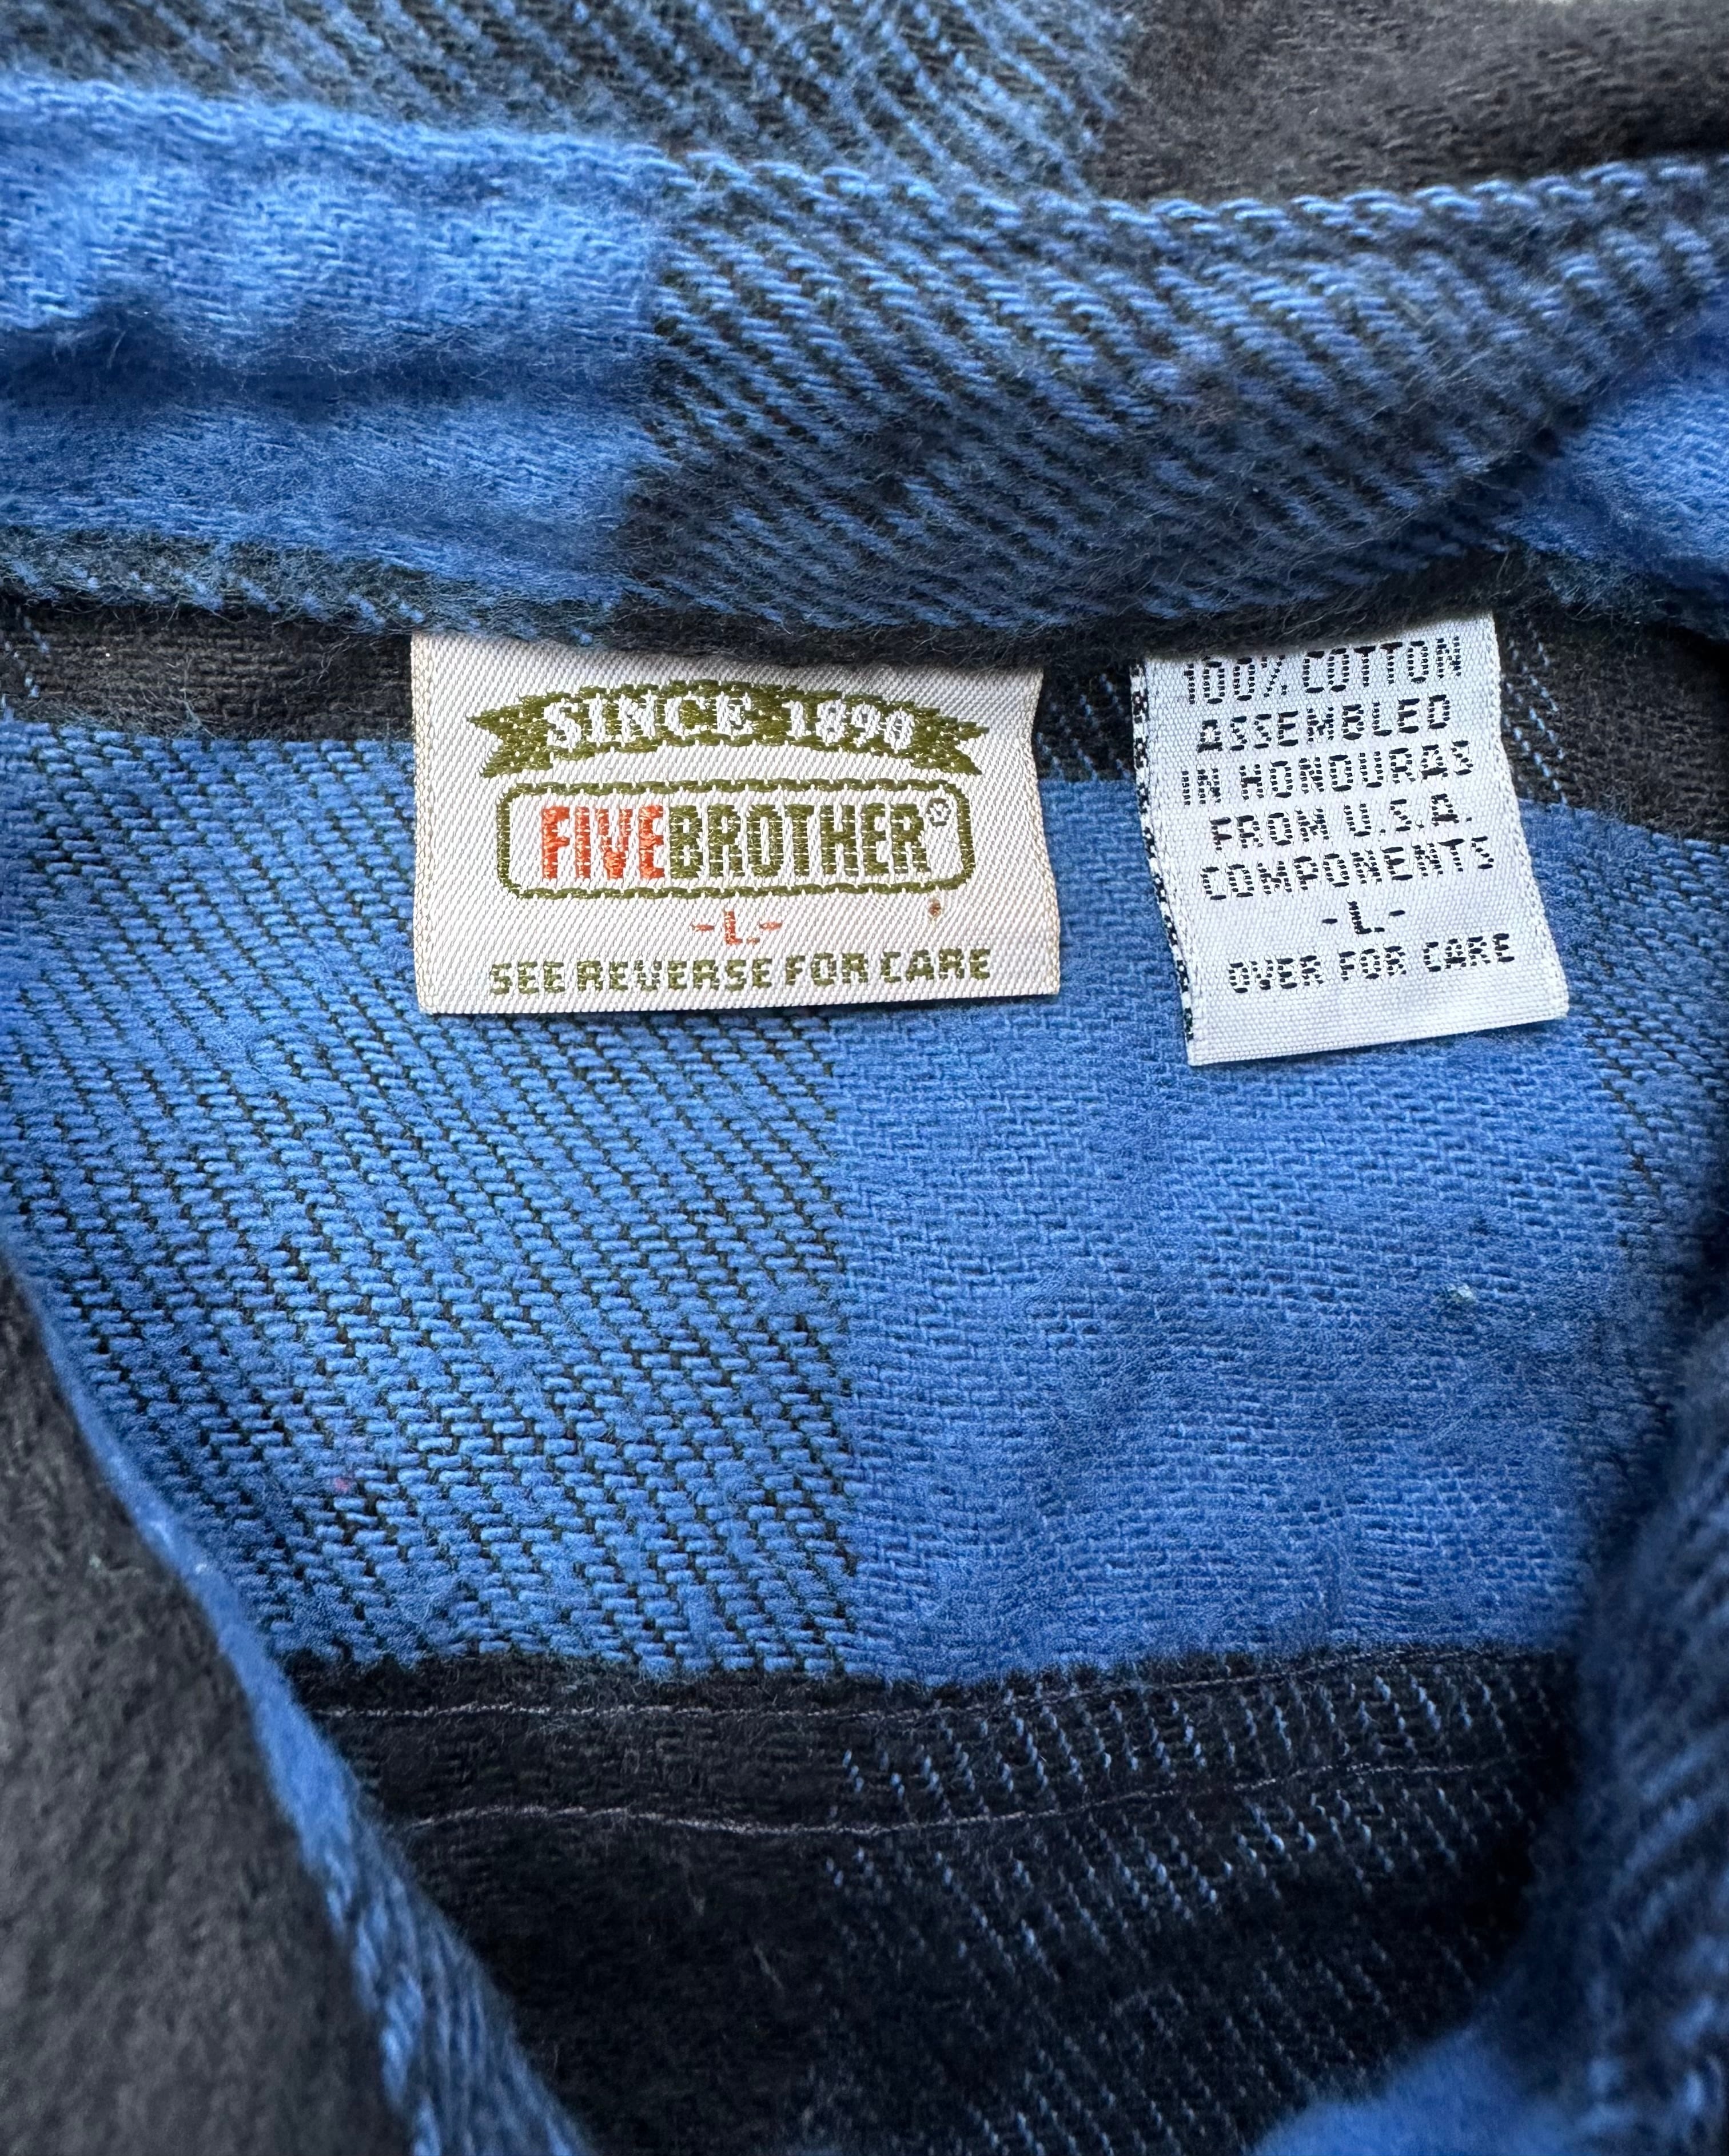 SINCE 1890
FIVEBROTHER®
-L-
SEE REVERSE FOR CARE
100% COTTON
ASSEMBLED
IN HONDURAS
FROM U.S.A.
COMPONENTS
-L-
OVER FOR CARE